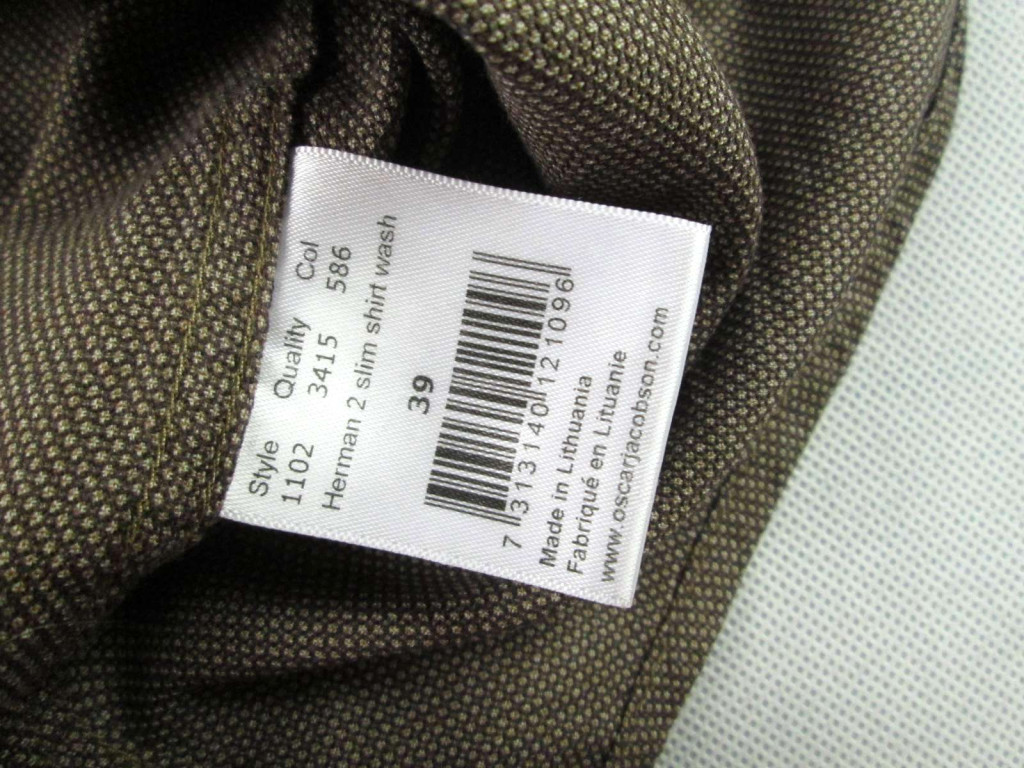 Style Quality Col
1102 3415 586
Herman 2 slim shirt wash
39
7 313140 121096
Made in Lithuania
Fabriqué en Lituanie
www.oscarjacobson.com